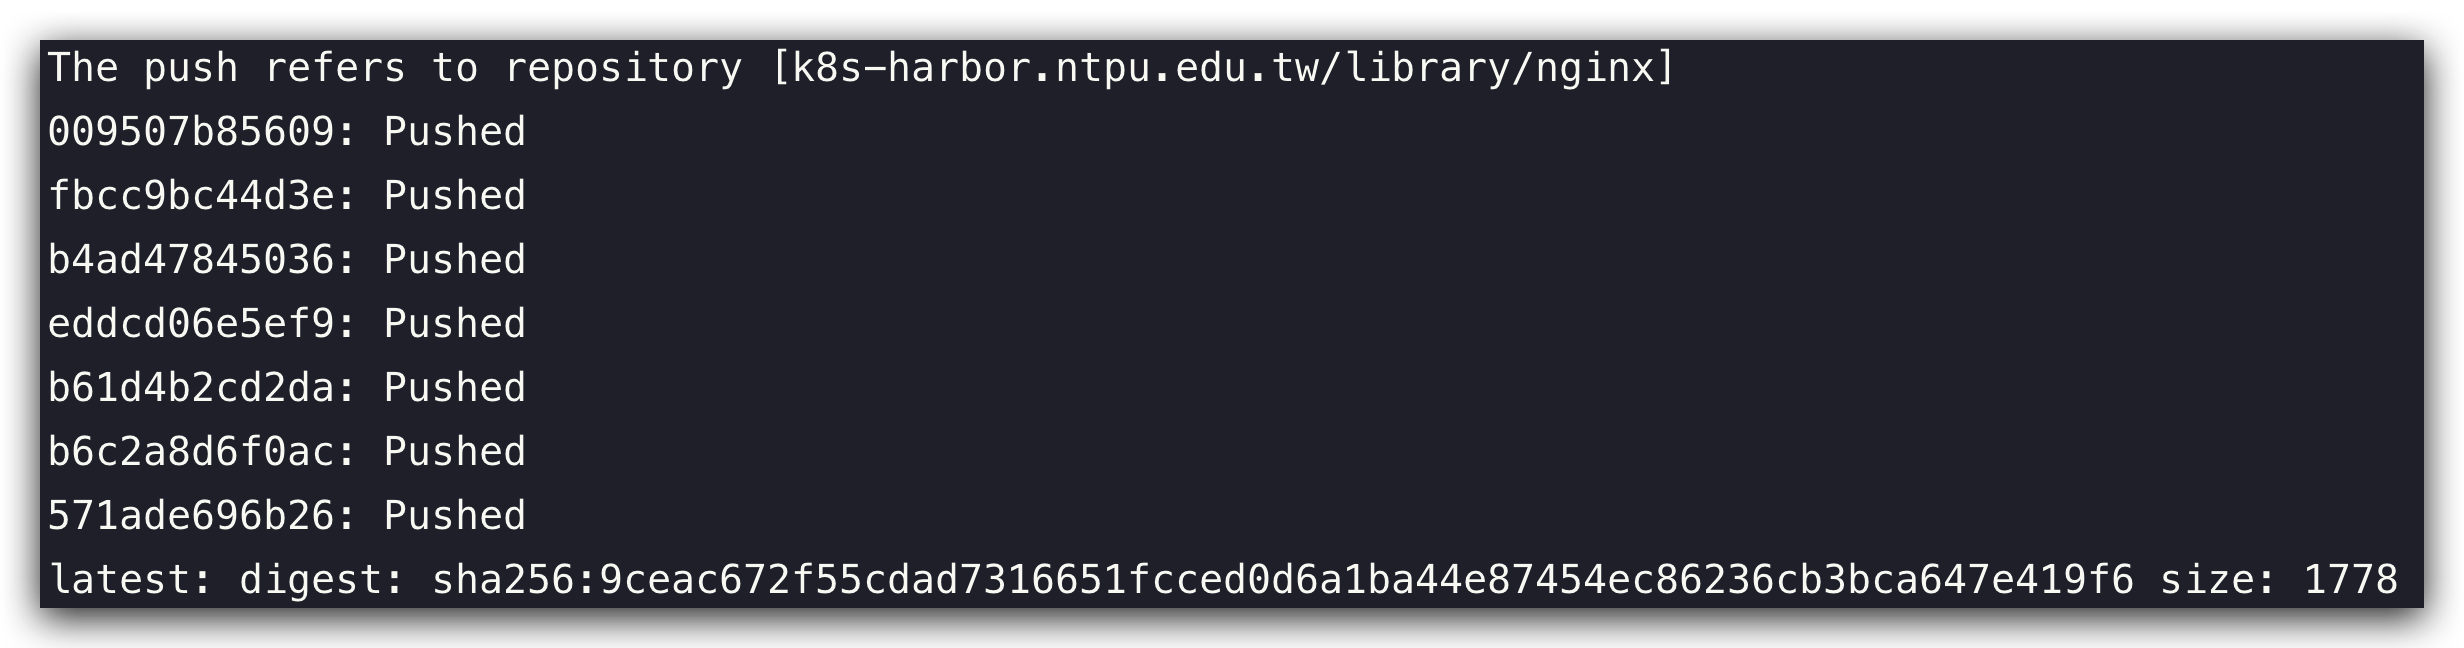 The push refers to repository [k8s-harbor.ntpu.edu.tw/library/nginx]
009507b85609: Pushed
fbcc9bc44d3e: Pushed
b4ad47845036: Pushed
eddcd06e5ef9: Pushed
b61d4b2cd2da: Pushed
b6c2a8d6f0ac: Pushed
571ade696b26: Pushed
latest: digest: sha256:9ceac672f55cdad7316651fcced0d6a1ba44e87454ec86236cb3bca647e419f6 size: 1778